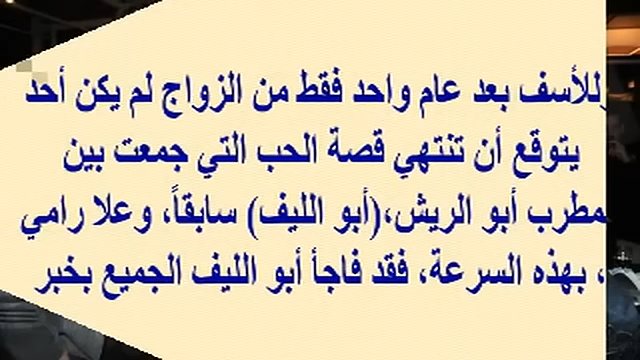 للأسف بعد عام واحد فقط من الزواج لم يكن أحد
يتوقع أن تنتهي قصة الحب التي جمعت بين
مطرب أبو الريش،(أبو الليف) سابقاً، وعلا رامي
، بهذه السرعة، فقد فاجأ أبو الليف الجميع بخبر